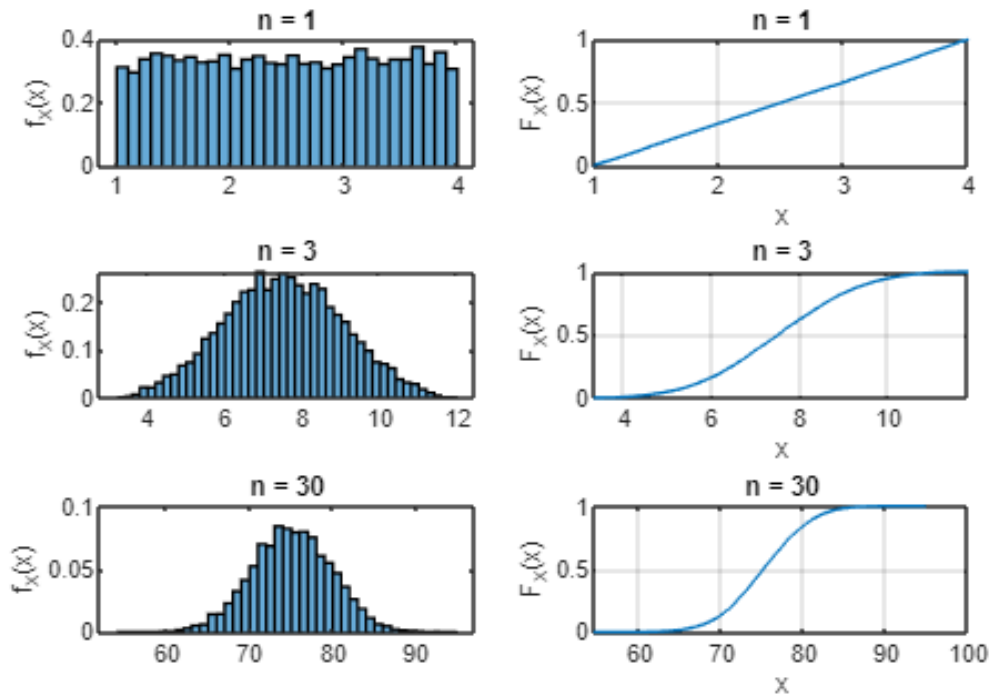 n = 1
f_X(x)
0.4
0.2
0
1 2 3 4
n = 1
F_X(x)
1
0.5
0
1 2 3 4
x
n = 3
f_X(x)
0.2
0.1
0
4 6 8 10 12
n = 3
F_X(x)
1
0.5
0
4 6 8 10
x
n = 30
f_X(x)
0.1
0.05
0
60 70 80 90
n = 30
F_X(x)
1
0.5
0
60 70 80 90 100
x